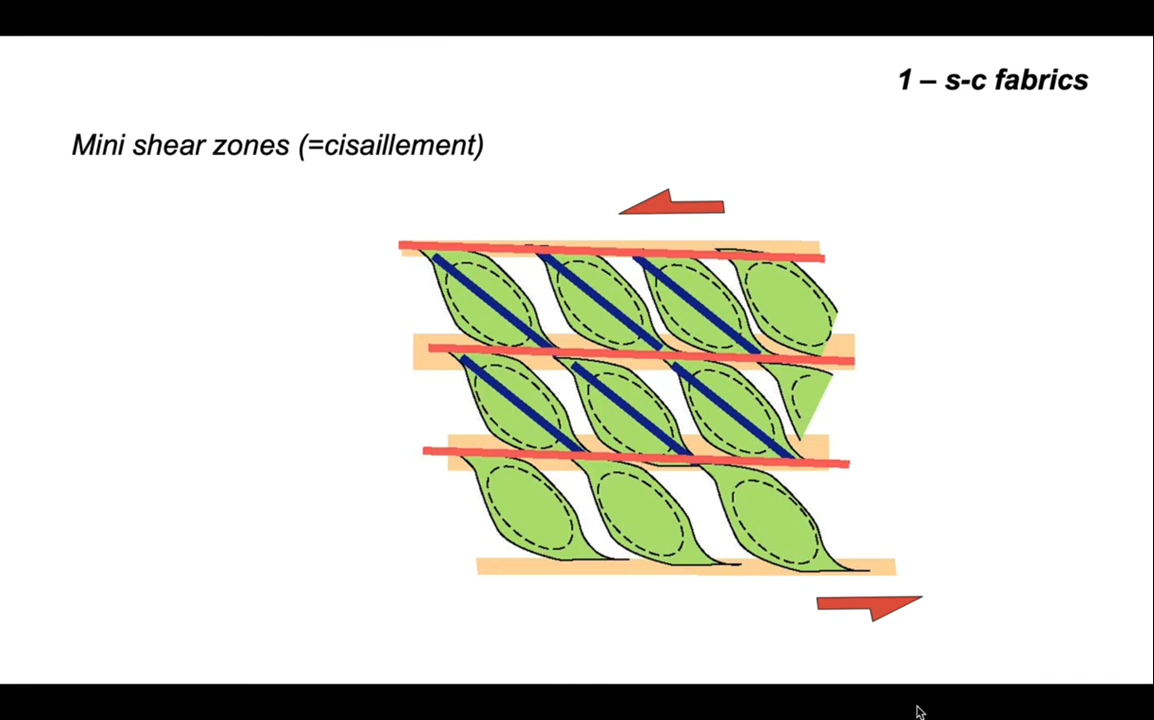 1 – s-c fabrics
Mini shear zones (=cisaillement)